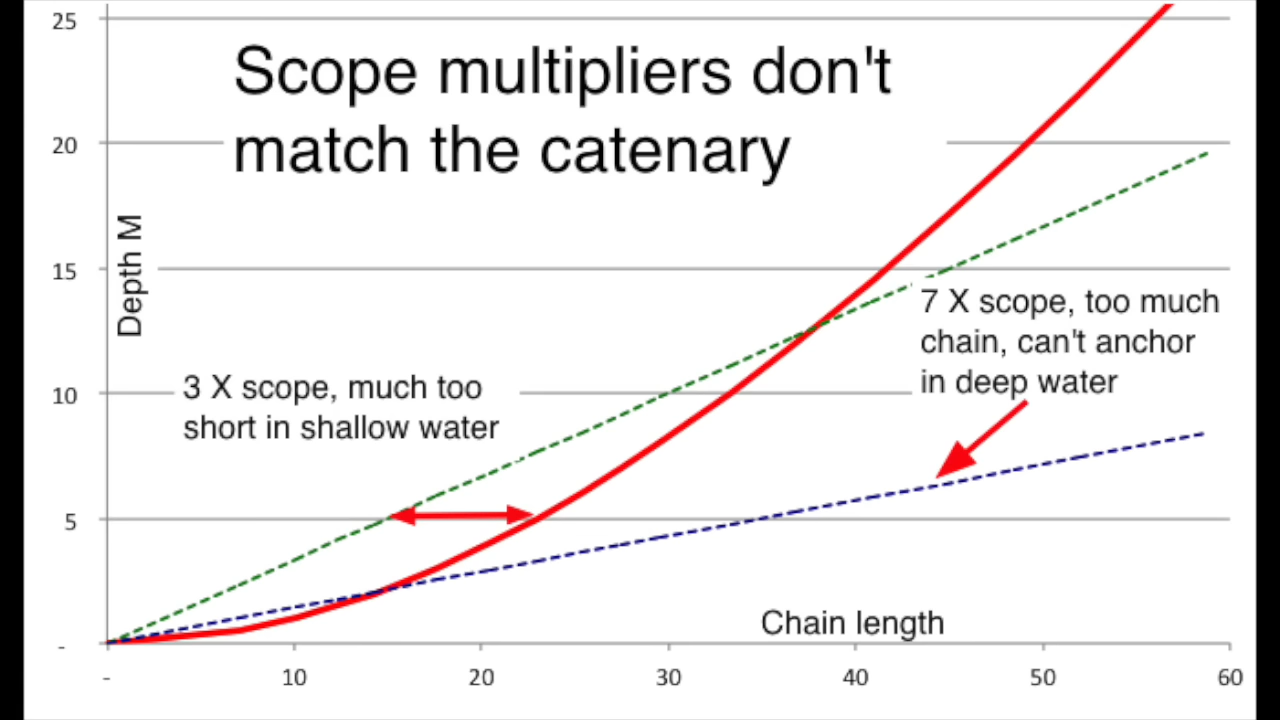 25
Scope multipliers don't
match the catenary
20
Depth M
15
7 X scope, too much
chain, can't anchor
in deep water
10
3 X scope, much too
short in shallow water
5
Chain length
-
- 10 20 30 40 50 60